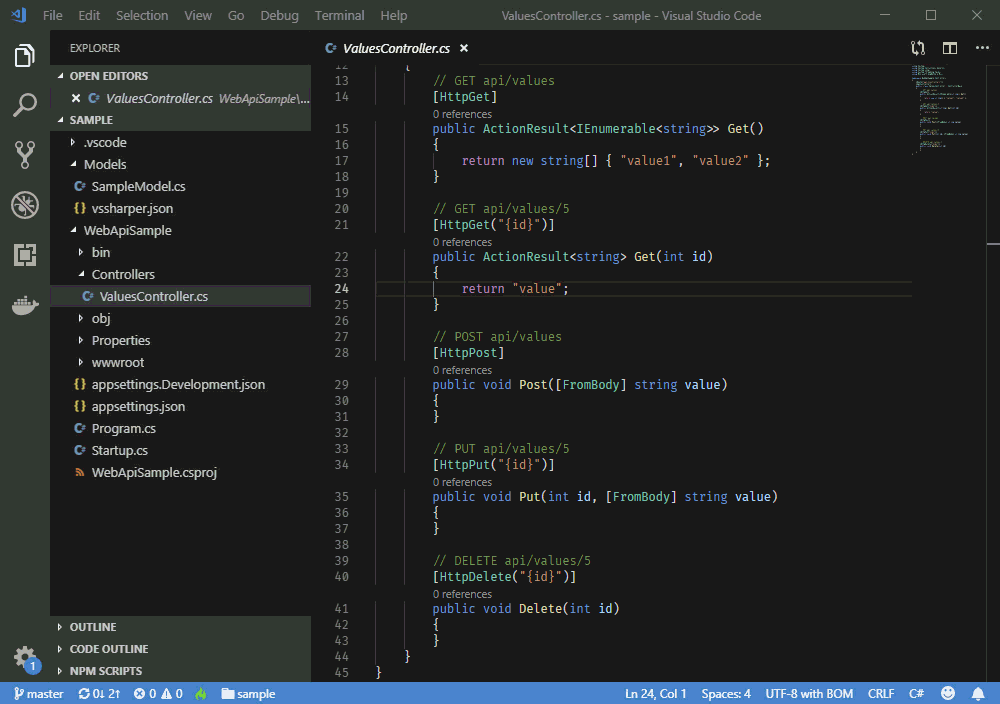 File Edit Selection View Go Debug Terminal Help ValuesController.cs - sample - Visual Studio Code
EXPLORER
OPEN EDITORS
ValuesController.cs WebApiSample\...
SAMPLE
.vscode
Models
SampleModel.cs
vssharper.json
WebApiSample
bin
Controllers
ValuesController.cs
obj
Properties
wwwroot
appsettings.Development.json
appsettings.json
Program.cs
Startup.cs
WebApiSample.csproj
OUTLINE
CODE OUTLINE
NPM SCRIPTS
1
ValuesController.cs
12 {
13 // GET api/values
14 [HttpGet]
0 references
15 public ActionResult<IEnumerable<string>> Get()
16 {
17 return new string[] { "value1", "value2" };
18 }
19
20 // GET api/values/5
21 [HttpGet("{id}")]
0 references
22 public ActionResult<string> Get(int id)
23 {
24 return "value";
25 }
26
27 // POST api/values
28 [HttpPost]
0 references
29 public void Post([FromBody] string value)
30 {
31 }
32
33 // PUT api/values/5
34 [HttpPut("{id}")]
0 references
35 public void Put(int id, [FromBody] string value)
36 {
37 }
38
39 // DELETE api/values/5
40 [HttpDelete("{id}")]
0 references
41 public void Delete(int id)
42 {
43 }
44 }
45 }
master 0↓ 2↑ 0 0 sample Ln 24, Col 1 Spaces: 4 UTF-8 with BOM CRLF C#